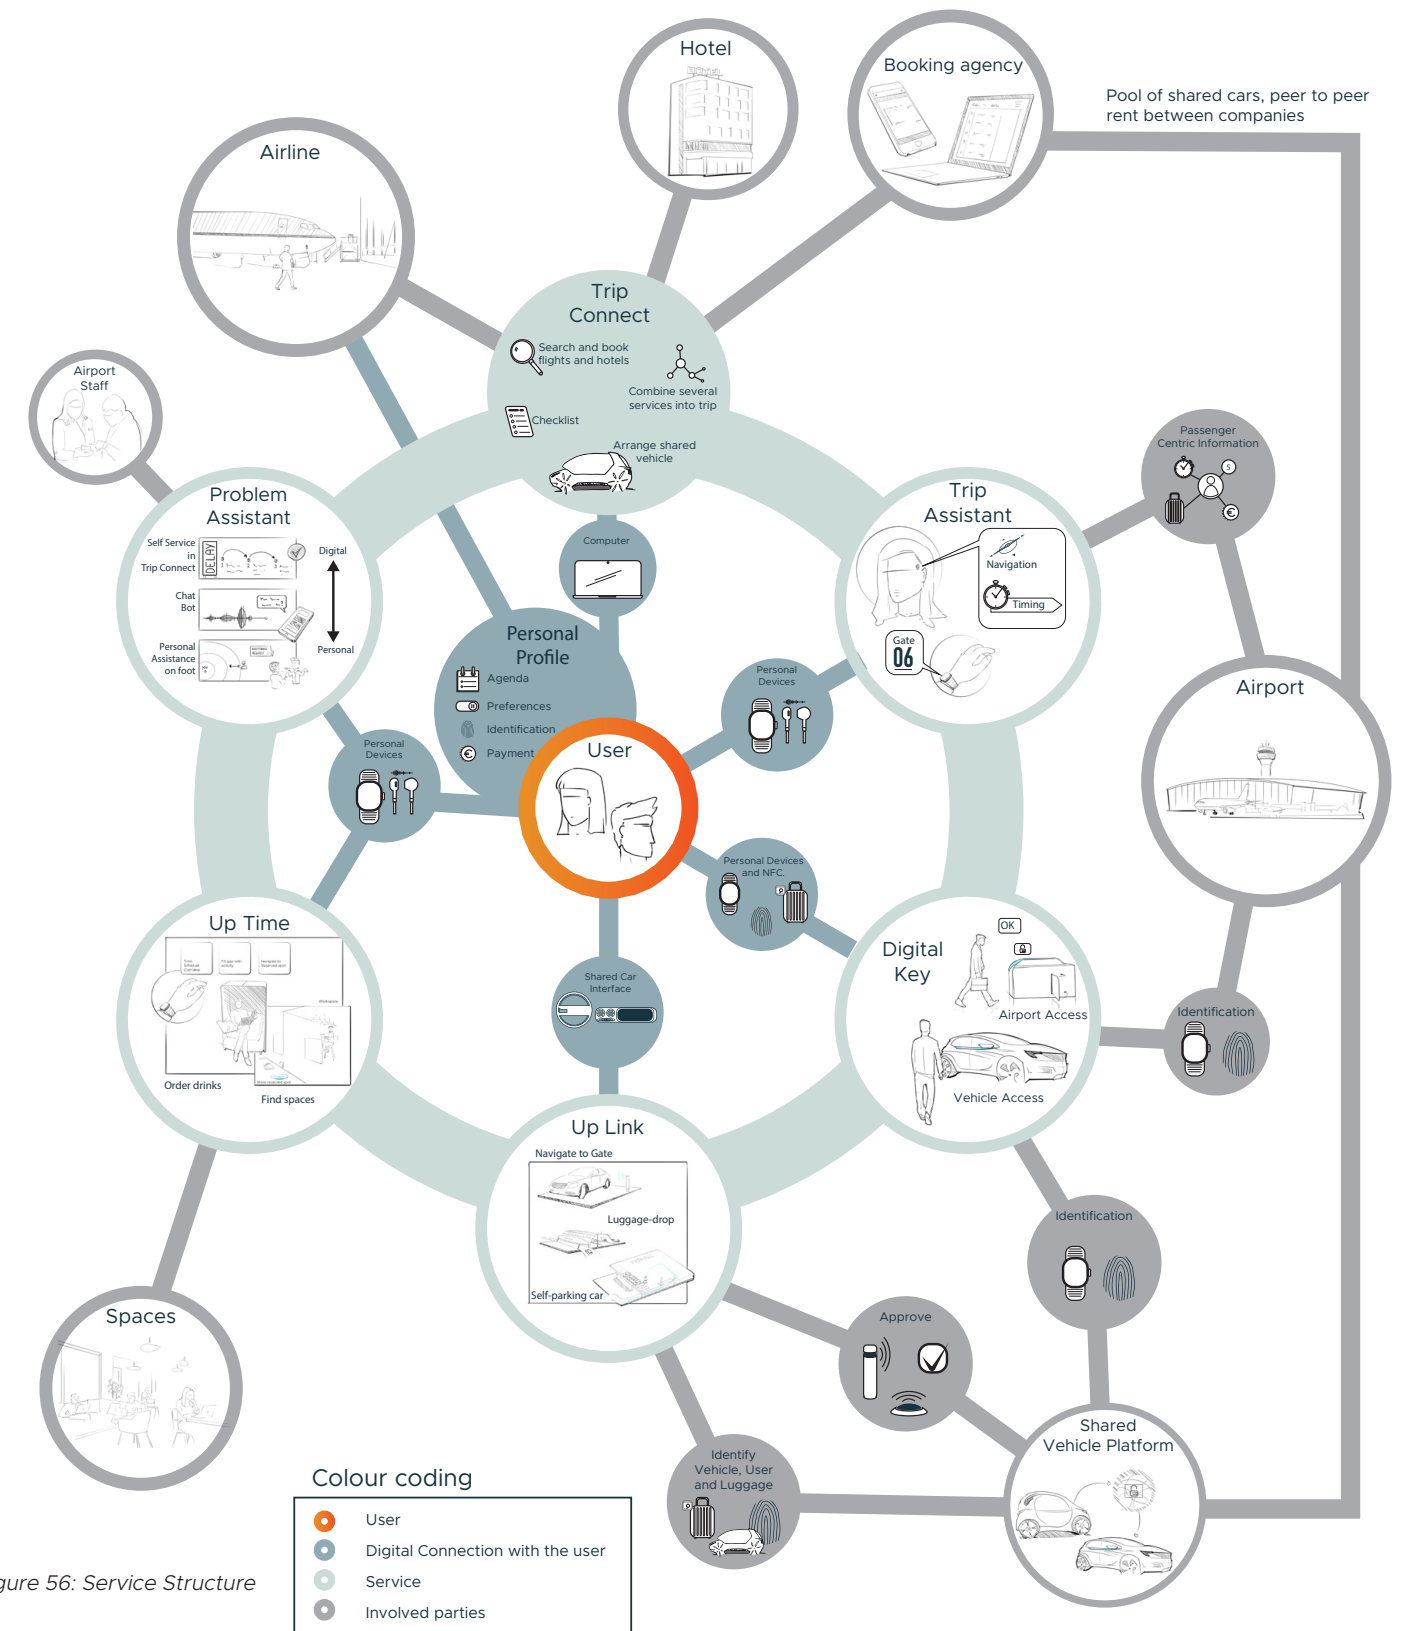 Hotel
Booking agency
Pool of shared cars, peer to peer
rent between companies
Airline
Trip
Connect
Search and book
flights and hotels
Combine several
services into trip
Checklist
Arrange shared
vehicle
Airport
Staff
Passenger
Centric Information
5
€
Problem
Assistant
Self Service
in
Trip Connect
DELAY
Digital
Chat
Bot
Personal
Assistance
on foot
Personal
Trip
Assistant
Navigation
Timing
Gate
06
Computer
Personal
Profile
Agenda
Preferences
Identification
Payment
€
User
Personal
Devices
Personal
Devices
Airport
Personal Devices
and NFC.
Up Time
Order drinks
Find spaces
Shared Car
Interface
Digital
Key
OK
Airport Access
Vehicle Access
Identification
Up Link
Navigate to Gate
Luggage-drop
Self-parking car
Identification
Spaces
Approve
Shared
Vehicle Platform
Identify
Vehicle, User
and Luggage
Colour coding
User
Digital Connection with the user
Service
Involved parties
gure 56: Service Structure